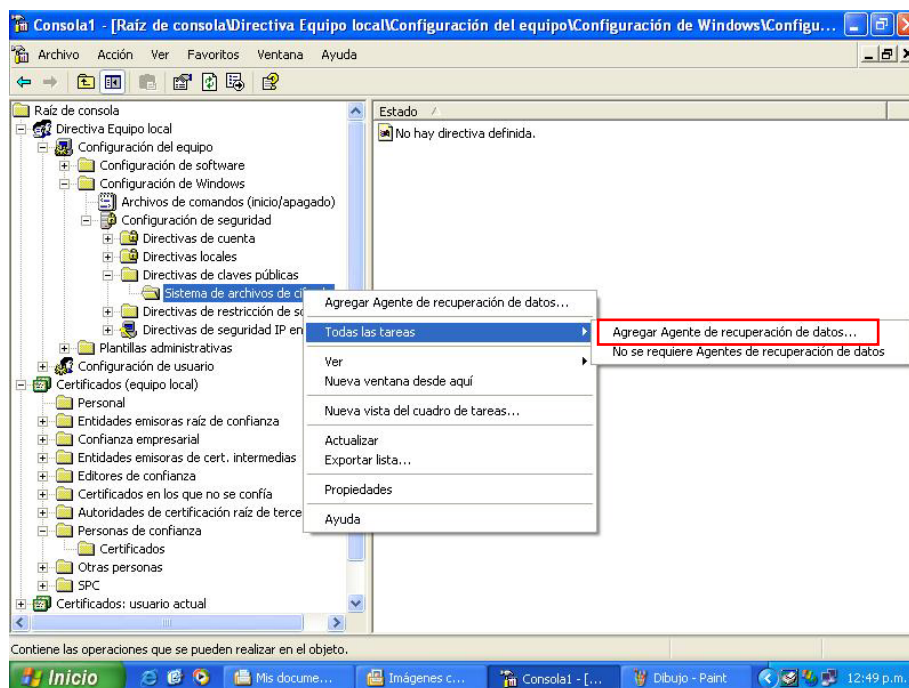 Consola1 - [Raíz de consola\Directiva Equipo local\Configuración del equipo\Configuración de Windows\Configu...
Archivo Acción Ver Favoritos Ventana Ayuda
Raíz de consola
Directiva Equipo local
Configuración del equipo
Configuración de software
Configuración de Windows
Archivos de comandos (inicio/apagado)
Configuración de seguridad
Directivas de cuenta
Directivas locales
Directivas de claves públicas
Sistema de archivos de cifrado
Directivas de restricción de so
Directivas de seguridad IP en
Plantillas administrativas
Configuración de usuario
Certificados (equipo local)
Personal
Entidades emisoras raíz de confianza
Confianza empresarial
Entidades emisoras de cert. intermedias
Editores de confianza
Certificados en los que no se confía
Autoridades de certificación raíz de terce
Personas de confianza
Certificados
Otras personas
SPC
Certificados: usuario actual
Estado
No hay directiva definida.
Agregar Agente de recuperación de datos...
Todas las tareas
Ver
Nueva ventana desde aquí
Nueva vista del cuadro de tareas...
Actualizar
Exportar lista...
Propiedades
Ayuda
Agregar Agente de recuperación de datos...
No se requiere Agentes de recuperación de datos
Contiene las operaciones que se pueden realizar en el objeto.
Inicio Mis docume... Imágenes c... Consola1 - [... Dibujo - Paint 12:49 p.m.